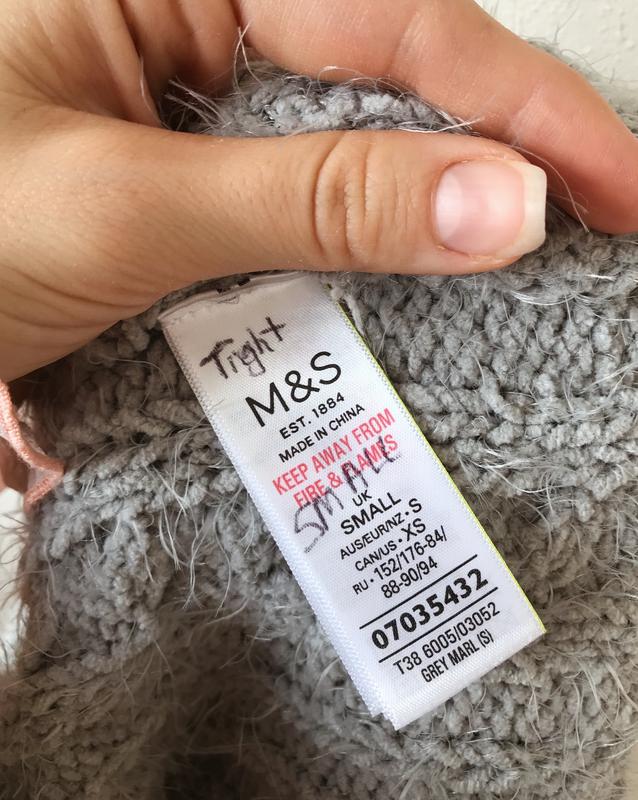 Tight
M&S
EST. 1884
MADE IN CHINA
KEEP AWAY FROM
FIRE & FLAMES
SMALL
UK
SMALL
AUS/EUR/NZ • S
CAN/US • XS
RU • 152/176-84/
88-90/94
07035432
T38 6005/03052
GREY MARL (S)